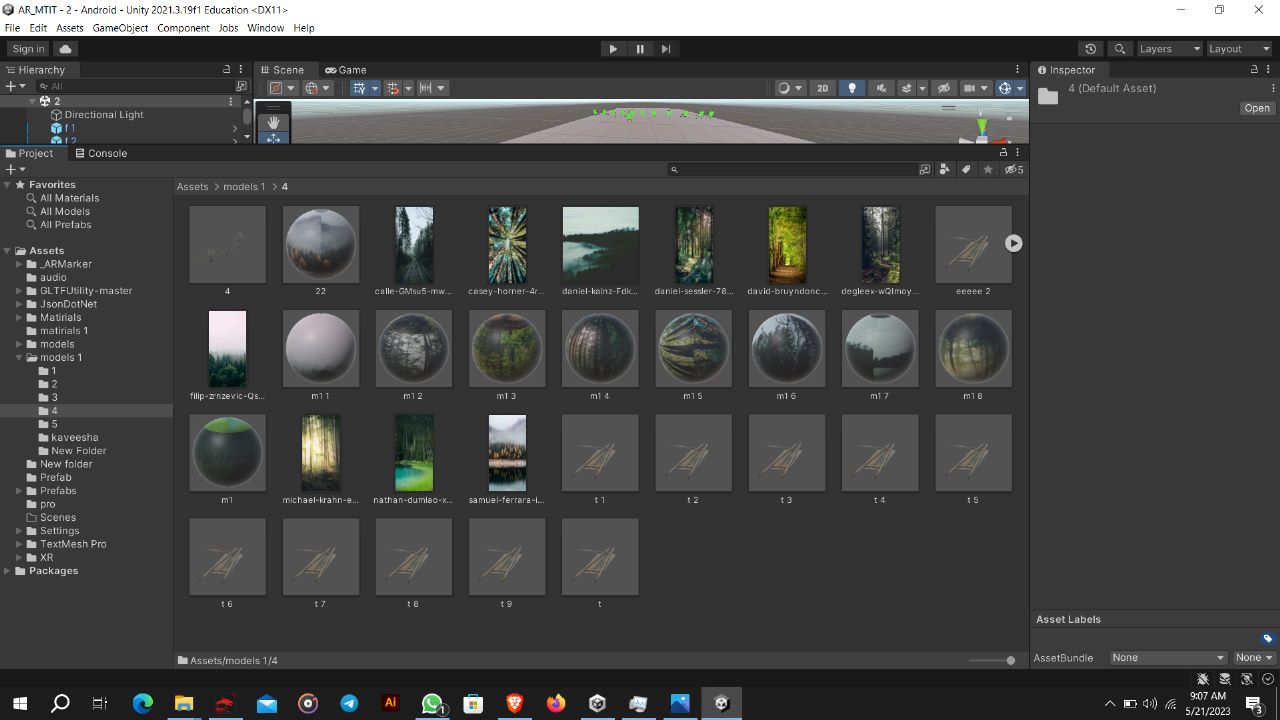 AR_MTIT - 2 - Android - Unity 2021.3.19f1 Education <DX11>
File Edit Assets GameObject Component Jobs Window Help
Sign in Layers Layout
Hierarchy
All
2
Directional Light
f 1
f 2
Scene Game
2D
y
Inspector
4 (Default Asset)
Open
Project Console
5
Favorites
All Materials
All Models
All Prefabs
Assets
_ARMarker
audio
GLTFUtility-master
JsonDotNet
Matirials
matirials 1
models
models 1
1
2
3
4
5
kaveesha
New Folder
New folder
Prefab
Prefabs
pro
Scenes
Settings
TextMesh Pro
XR
Packages
Assets > models 1 > 4
4 22 calle-GMsu5-mw... casey-horner-4r... daniel-kalnz-Fdk... daniel-sessler-78... david-bruyndonc... degleex-wQImoy... eeeee 2
filip-zrnzevic-Qs... m1 1 m1 2 m1 3 m1 4 m1 5 m1 6 m1 7 m1 8
m1 michael-krahn-e... nathan-dumlao-x... samuel-ferrara-i... t 1 t 2 t 3 t 4 t 5
t 6 t 7 t 8 t 9 t
Assets/models 1/4
Asset Labels
AssetBundle None None
Ai
9:07 AM
5/21/2023
3